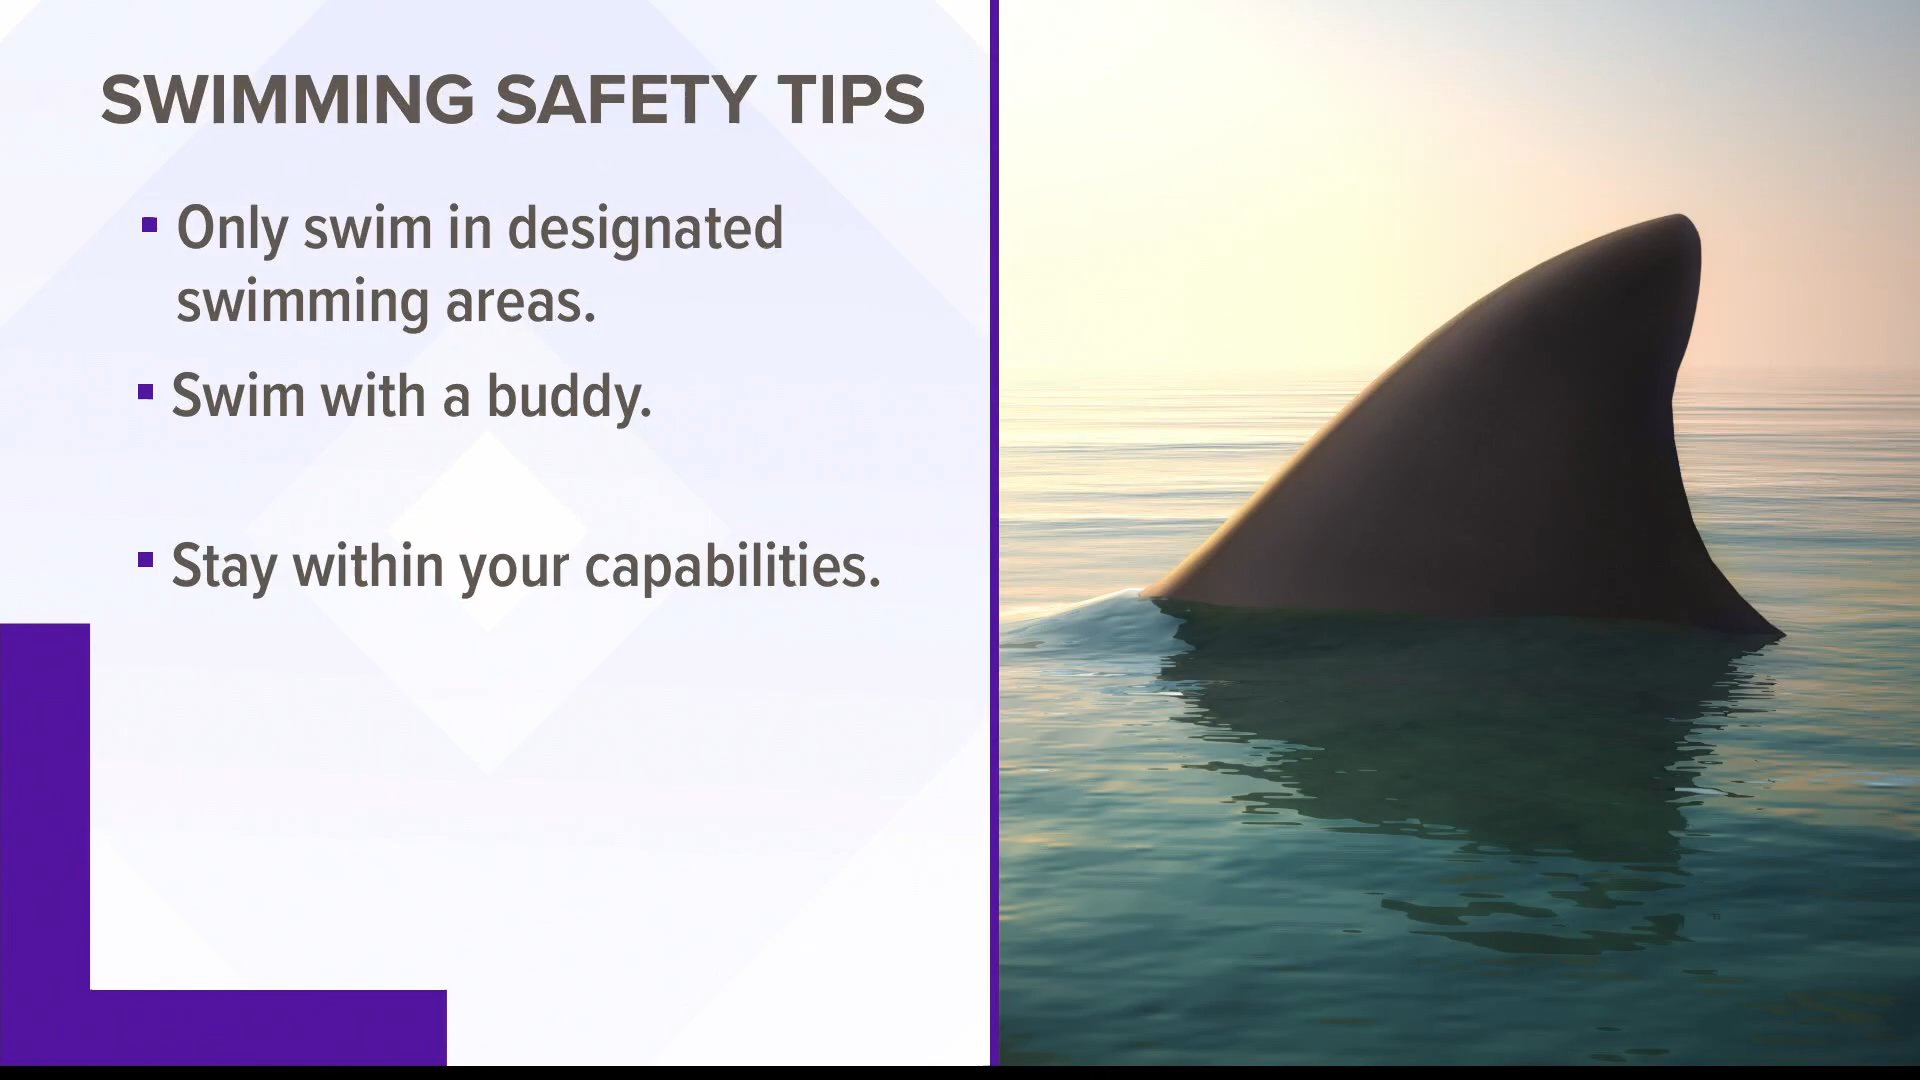 SWIMMING SAFETY TIPS
Only swim in designated
swimming areas.
Swim with a buddy.
Stay within your capabilities.